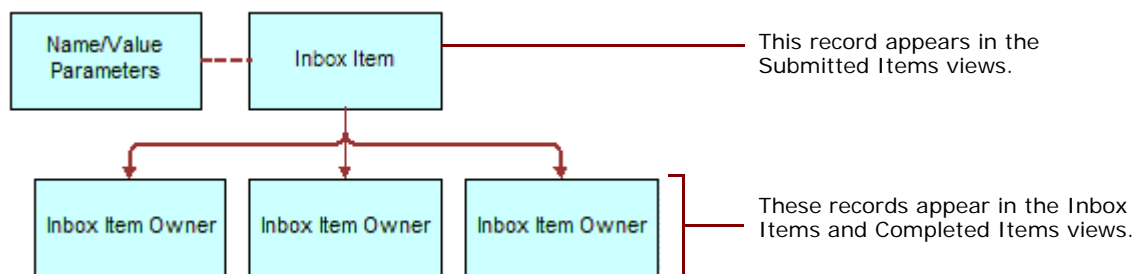 Name/Value
Parameters
Inbox Item
This record appears in the
Submitted Items views.
Inbox Item Owner
Inbox Item Owner
Inbox Item Owner
These records appear in the Inbox
Items and Completed Items views.